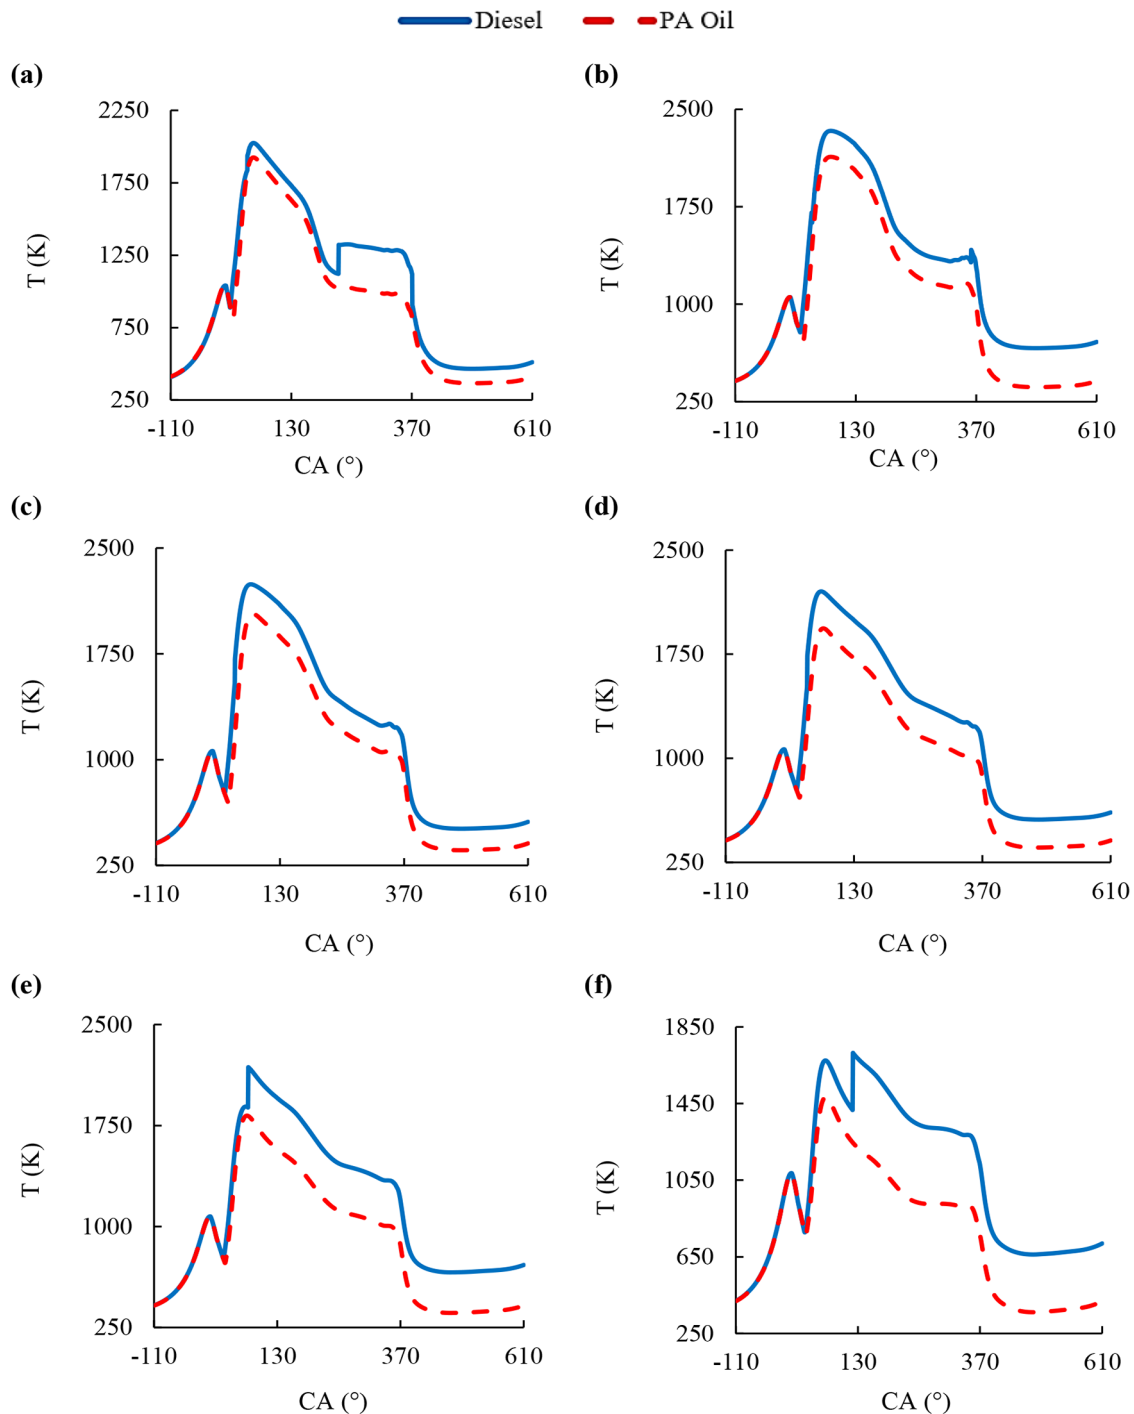 Diesel PA Oil
(a) (b)
2250 2500
1750 1750
1250 1000
750 250
250
T (K) T (K)
-110 130 370 610 -110 130 370 610
CA (°) CA (°)
(c) (d)
2500 2500
1750 1750
1000 1000
250 250
T (K) T (K)
-110 130 370 610 -110 130 370 610
CA (°) CA (°)
(e) (f)
2500 1850
1750 1450
1000 1050
250 650
250
T (K) T (K)
-110 130 370 610 -110 130 370 610
CA (°) CA (°)